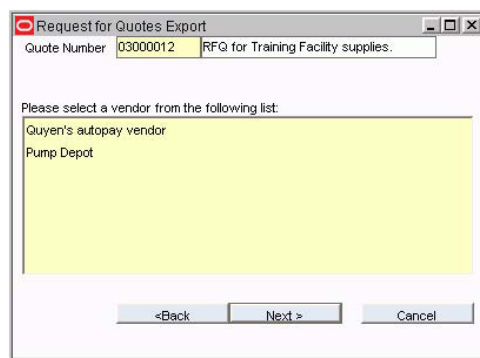 Request for Quotes Export
Quote Number 03000012 RFQ for Training Facility supplies.
Please select a vendor from the following list:
Quyen's autopay vendor
Pump Depot
<Back Next > Cancel